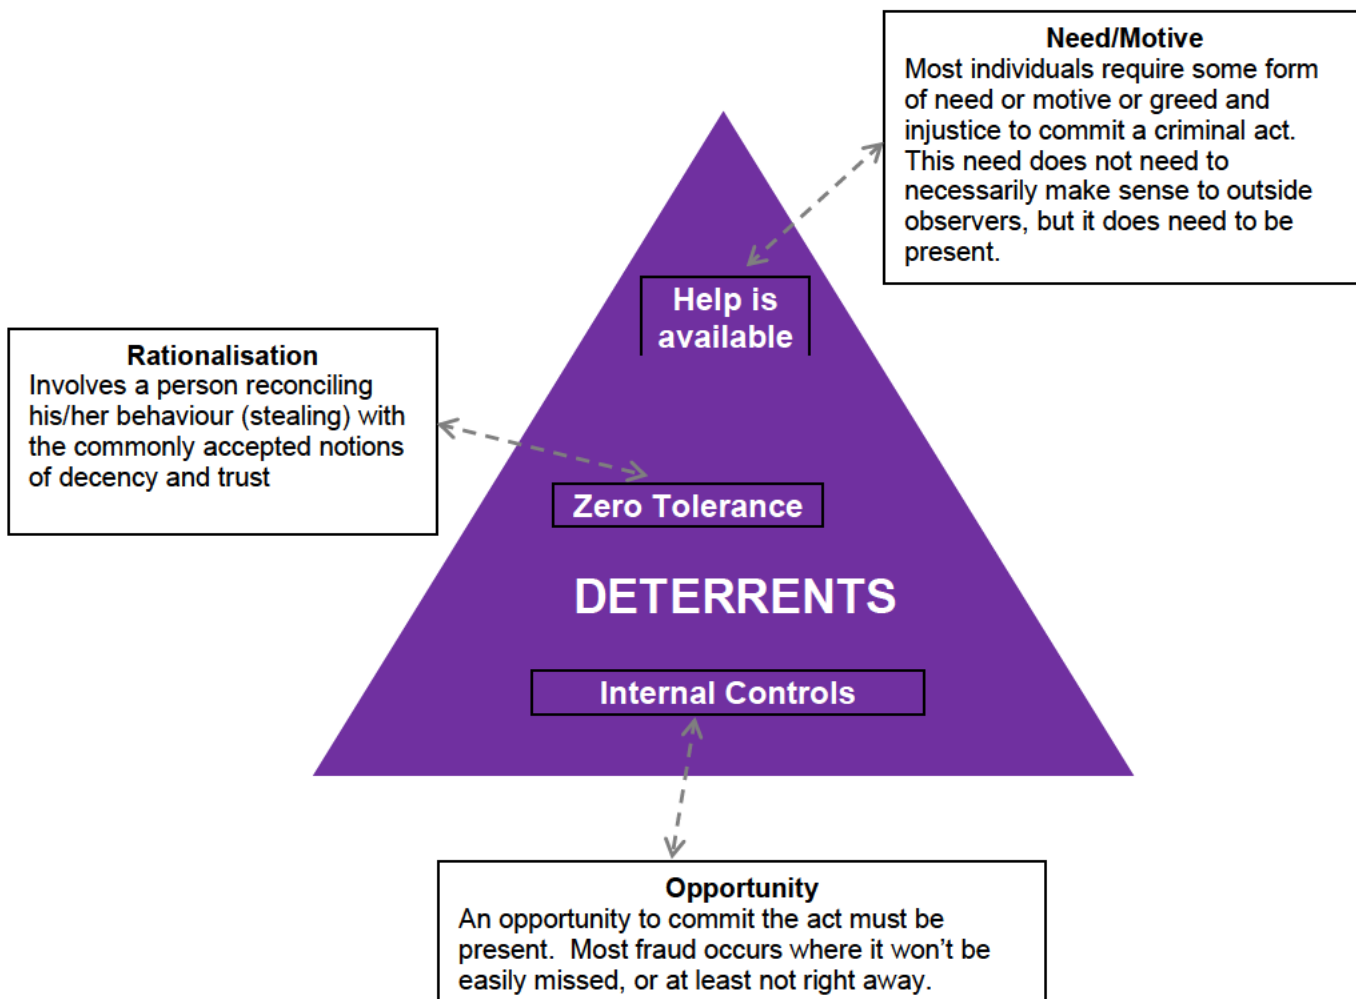 Need/Motive
Most individuals require some form
of need or motive or greed and
injustice to commit a criminal act.
This need does not need to
necessarily make sense to outside
observers, but it does need to be
present.
Help is
available
Rationalisation
Involves a person reconciling
his/her behaviour (stealing) with
the commonly accepted notions
of decency and trust
Zero Tolerance
DETERRENTS
Internal Controls
Opportunity
An opportunity to commit the act must be
present.  Most fraud occurs where it won't be
easily missed, or at least not right away.